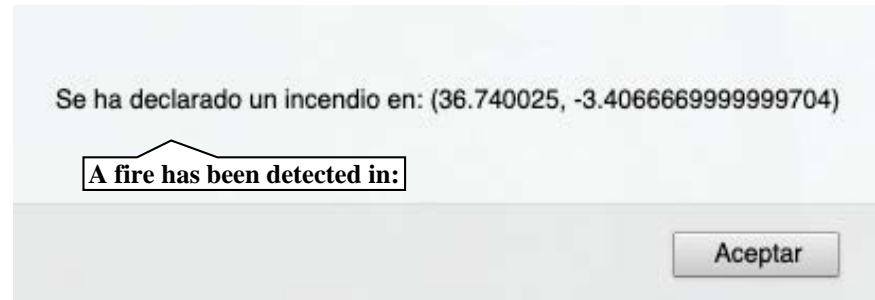 Se ha declarado un incendio en: (36.740025, -3.4066669999999704)
A fire has been detected in:
Aceptar